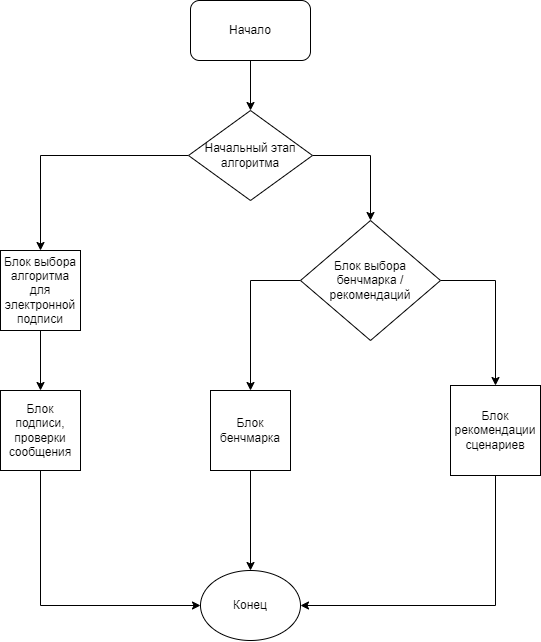 Начало
Начальный этап
алгоритма
Блок выбора
алгоритма
для
электронной
подписи
Блок выбора
бенчмарка /
рекомендаций
Блок
подписи,
проверки
сообщения
Блок
бенчмарка
Блок
рекомендации
сценариев
Конец